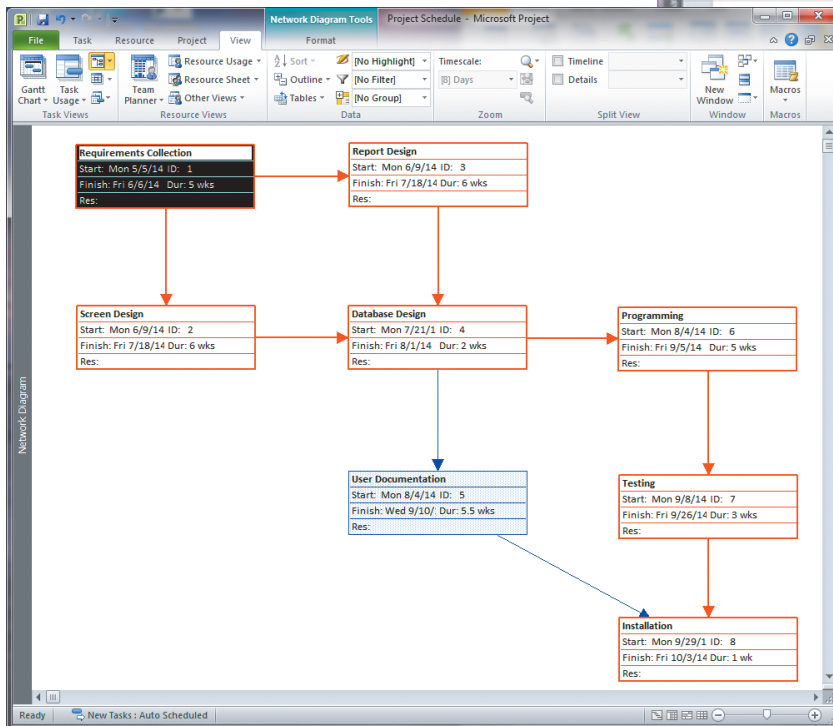 Network Diagram Tools Project Schedule - Microsoft Project
File Task Resource Project View Format
Gantt Chart Task Usage
Task Views
Team Planner Resource Usage
Resource Sheet
Other Views
Resource Views
Sort [No Highlight]
Outline [No Filter]
Tables [No Group]
Data
Timescale:
[8] Days
Zoom
Timeline
Details
Split View
New Window
Window
Macros
Macros
Network Diagram
Requirements Collection
Start: Mon 5/5/14 ID: 1
Finish: Fri 6/6/14 Dur: 5 wks
Res:
Report Design
Start: Mon 6/9/14 ID: 3
Finish: Fri 7/18/14 Dur: 6 wks
Res:
Screen Design
Start: Mon 6/9/14 ID: 2
Finish: Fri 7/18/14 Dur: 6 wks
Res:
Database Design
Start: Mon 7/21/1 ID: 4
Finish: Fri 8/1/14 Dur: 2 wks
Res:
Programming
Start: Mon 8/4/14 ID: 6
Finish: Fri 9/5/14 Dur: 5 wks
Res:
User Documentation
Start: Mon 8/4/14 ID: 5
Finish: Wed 9/10/ Dur: 5.5 wks
Res:
Testing
Start: Mon 9/8/14 ID: 7
Finish: Fri 9/26/14 Dur: 3 wks
Res:
Installation
Start: Mon 9/29/1 ID: 8
Finish: Fri 10/3/14 Dur: 1 wk
Res:
Ready New Tasks : Auto Scheduled